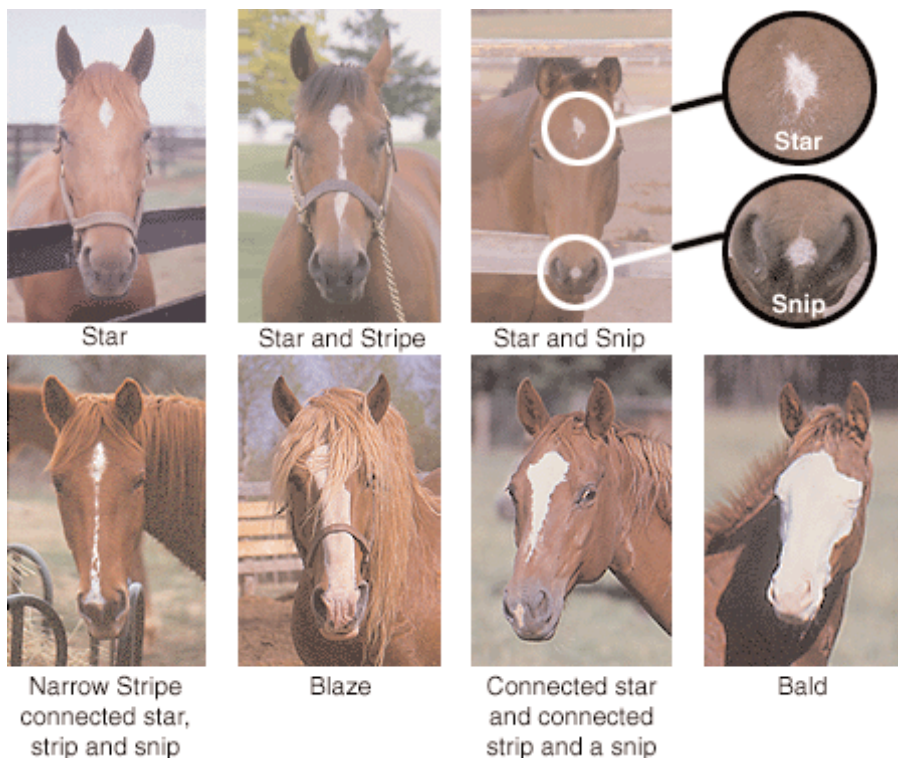 Star
Snip
Star
Star and Stripe
Star and Snip
Narrow Stripe
connected star,
strip and snip
Blaze
Connected star
and connected
strip and a snip
Bald